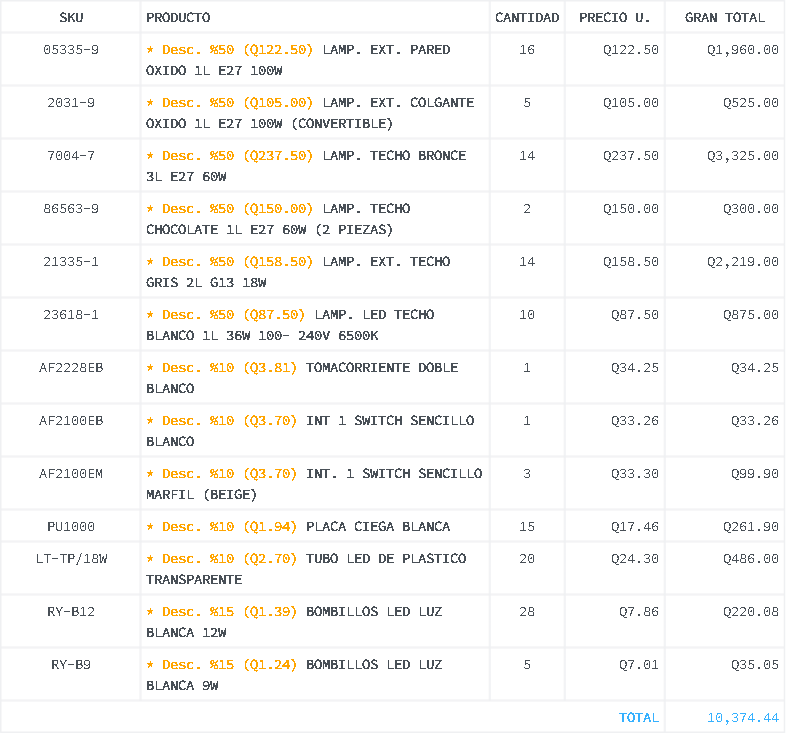 SKU PRODUCTO CANTIDAD PRECIO U. GRAN TOTAL
05335-9 ★ Desc. %50 (Q122.50) LAMP. EXT. PARED 16 Q122.50 Q1,960.00
OXIDO 1L E27 100W
2031-9 ★ Desc. %50 (Q105.00) LAMP. EXT. COLGANTE 5 Q105.00 Q525.00
OXIDO 1L E27 100W (CONVERTIBLE)
7004-7 ★ Desc. %50 (Q237.50) LAMP. TECHO BRONCE 14 Q237.50 Q3,325.00
3L E27 60W
86563-9 ★ Desc. %50 (Q150.00) LAMP. TECHO 2 Q150.00 Q300.00
CHOCOLATE 1L E27 60W (2 PIEZAS)
21335-1 ★ Desc. %50 (Q158.50) LAMP. EXT. TECHO 14 Q158.50 Q2,219.00
GRIS 2L G13 18W
23618-1 ★ Desc. %50 (Q87.50) LAMP. LED TECHO 10 Q87.50 Q875.00
BLANCO 1L 36W 100- 240V 6500K
AF2228EB ★ Desc. %10 (Q3.81) TOMACORRIENTE DOBLE 1 Q34.25 Q34.25
BLANCO
AF2100EB ★ Desc. %10 (Q3.70) INT 1 SWITCH SENCILLO 1 Q33.26 Q33.26
BLANCO
AF2100EM ★ Desc. %10 (Q3.70) INT. 1 SWITCH SENCILLO 3 Q33.30 Q99.90
MARFIL (BEIGE)
PU1000 ★ Desc. %10 (Q1.94) PLACA CIEGA BLANCA 15 Q17.46 Q261.90
LT-TP/18W ★ Desc. %10 (Q2.70) TUBO LED DE PLASTICO 20 Q24.30 Q486.00
TRANSPARENTE
RY-B12 ★ Desc. %15 (Q1.39) BOMBILLOS LED LUZ 28 Q7.86 Q220.08
BLANCA 12W
RY-B9 ★ Desc. %15 (Q1.24) BOMBILLOS LED LUZ 5 Q7.01 Q35.05
BLANCA 9W
TOTAL 10,374.44